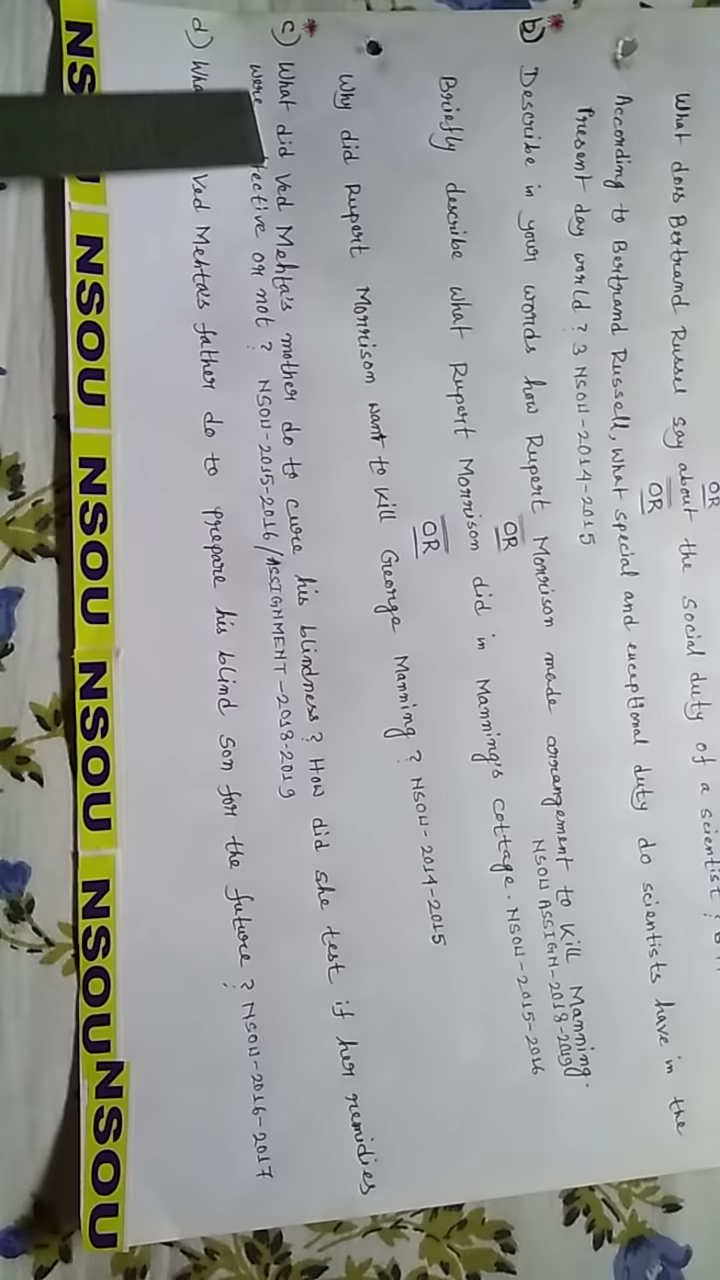 OR
What does Bertrand Russel say about the social duty of a scientist?
OR
According to Bertrand Russell, what special and exceptional duty do scientists have in the
Present day world? 3 NSOU-2014-2015
b) Describe in your words how Rupert Morrison made arrangement to kill Manning.
NSOU ASSIGN-2018-2019
OR
Briefly describe what Rupert Morrison did in Manning's cottage. NSOU-2015-2016
OR
Why did Rupert Morrison want to kill George Manning? NSOU-2014-2015
c) What did Ved Mehta's mother do to cure his blindness? How did she test if her remidies
were or not? NSOU-2015-2016/ASSIGNMENT-2018-2019
d) Ved Mehta's father do to prepare his blind son for the future? NSOU-2016-2017
NSOU NSOU NSOU NSOU NSOU